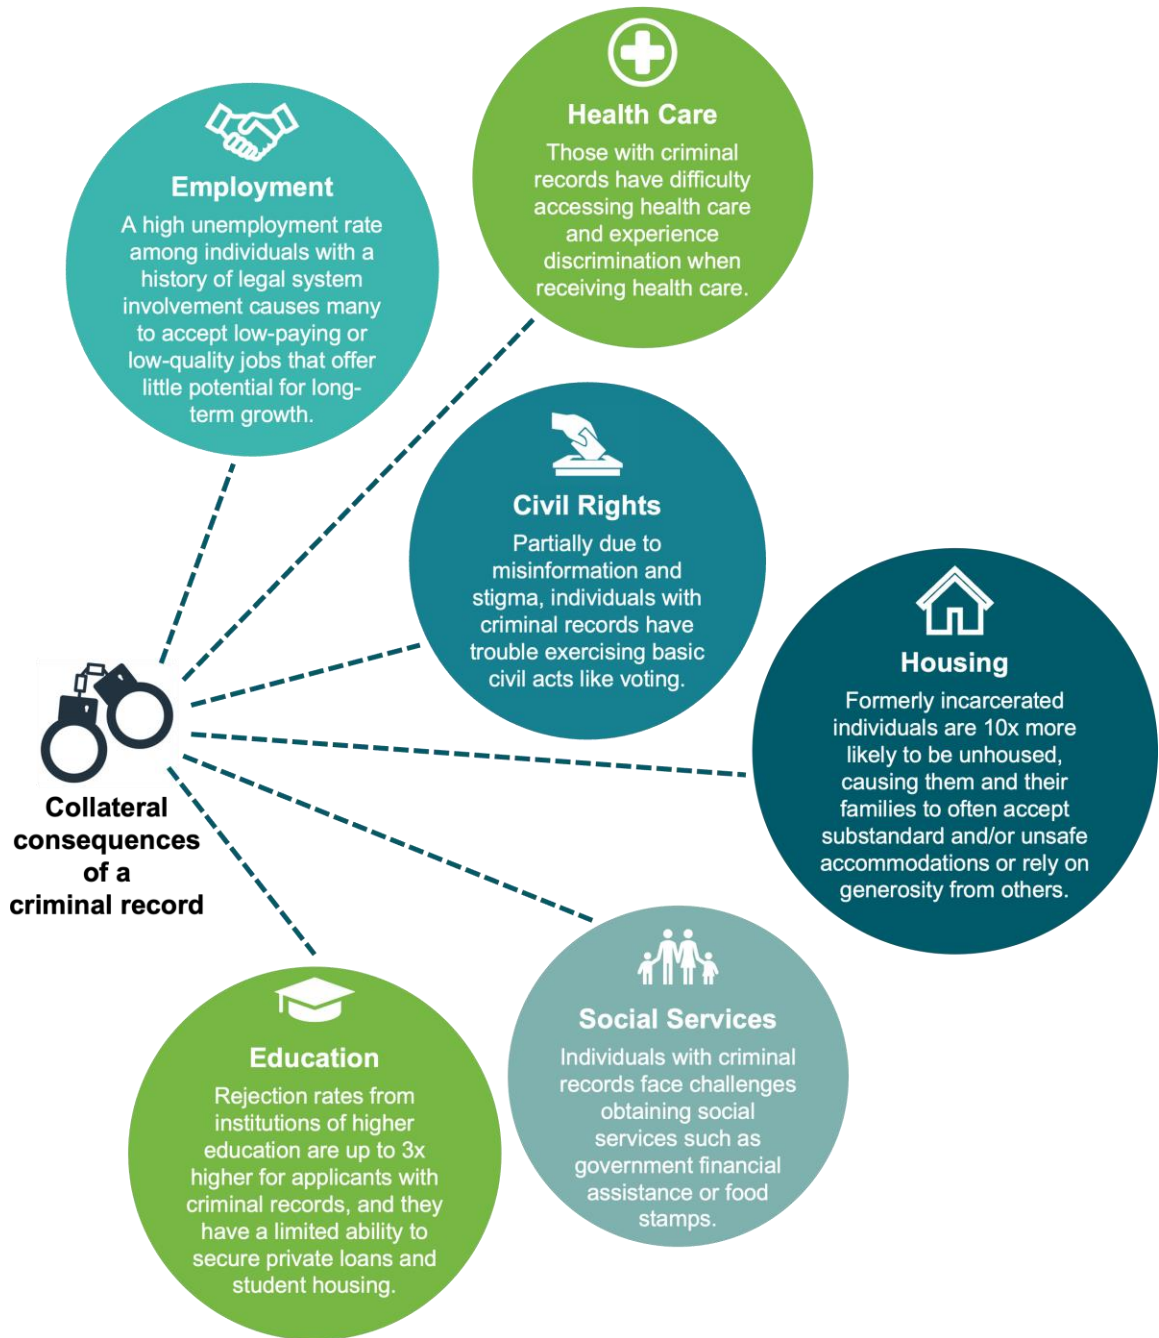 Health Care
Those with criminal
records have difficulty
accessing health care
and experience
discrimination when
receiving health care.
Employment
A high unemployment rate
among individuals with a
history of legal system
involvement causes many
to accept low-paying or
low-quality jobs that offer
little potential for long-
term growth.
Civil Rights
Partially due to
misinformation and
stigma, individuals with
criminal records have
trouble exercising basic
civil acts like voting.
Housing
Formerly incarcerated
individuals are 10x more
likely to be unhoused,
causing them and their
families to often accept
substandard and/or unsafe
accommodations or rely on
generosity from others.
Collateral
consequences
of a
criminal record
Social Services
Individuals with criminal
records face challenges
obtaining social
services such as
government financial
assistance or food
stamps.
Education
Rejection rates from
institutions of higher
education are up to 3x
higher for applicants with
criminal records, and they
have a limited ability to
secure private loans and
student housing.